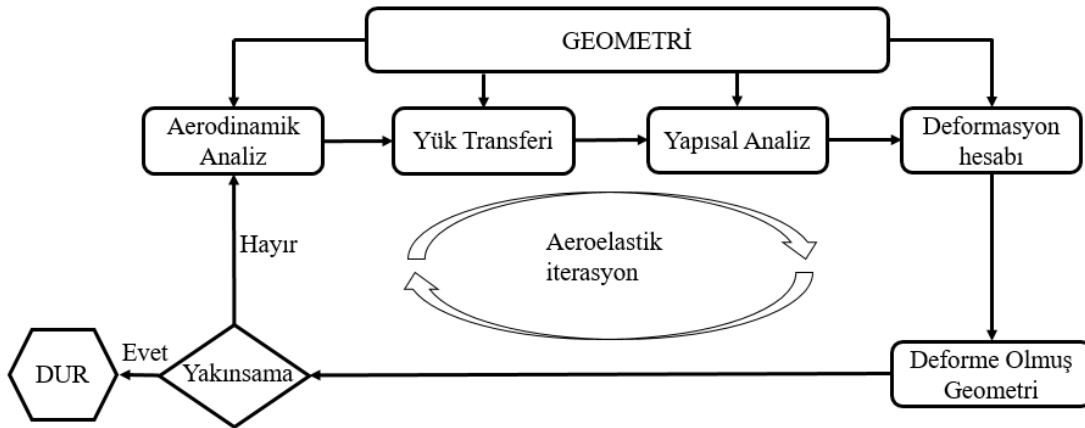 GEOMETRİ
Aerodinamik
Analiz
Yük Transferi
Yapısal Analiz
Deformasyon
hesabı
Hayır
Aeroelastik
iterasyon
DUR
Evet
Yakınsama
Deforme Olmuş
Geometri